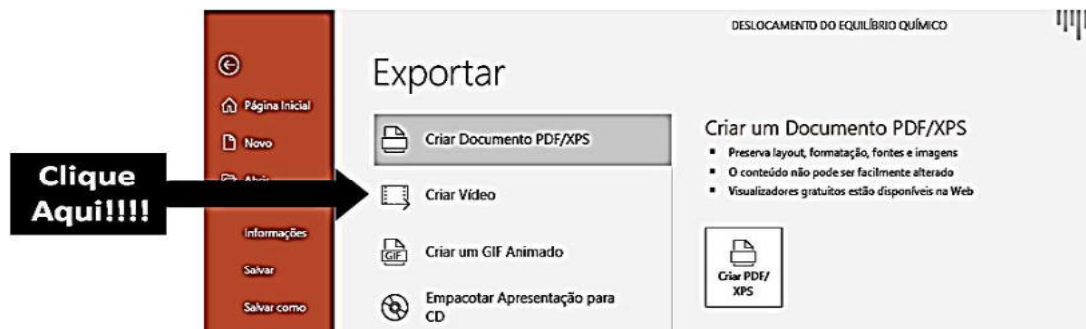 DESLOCAMENTO DO EQUILÍBRIO QUÍMICO
Página Inicial
Novo
Abrir
Informações
Salvar
Salvar como
Clique
Aqui!!!!
Exportar
Criar Documento PDF/XPS
Criar Vídeo
GIF
Criar um GIF Animado
Empacotar Apresentação para
CD
Criar um Documento PDF/XPS
Preserva layout, formatação, fontes e imagens
O conteúdo não pode ser facilmente alterado
Visualizadores gratuitos estão disponíveis na Web
Criar PDF/
XPS